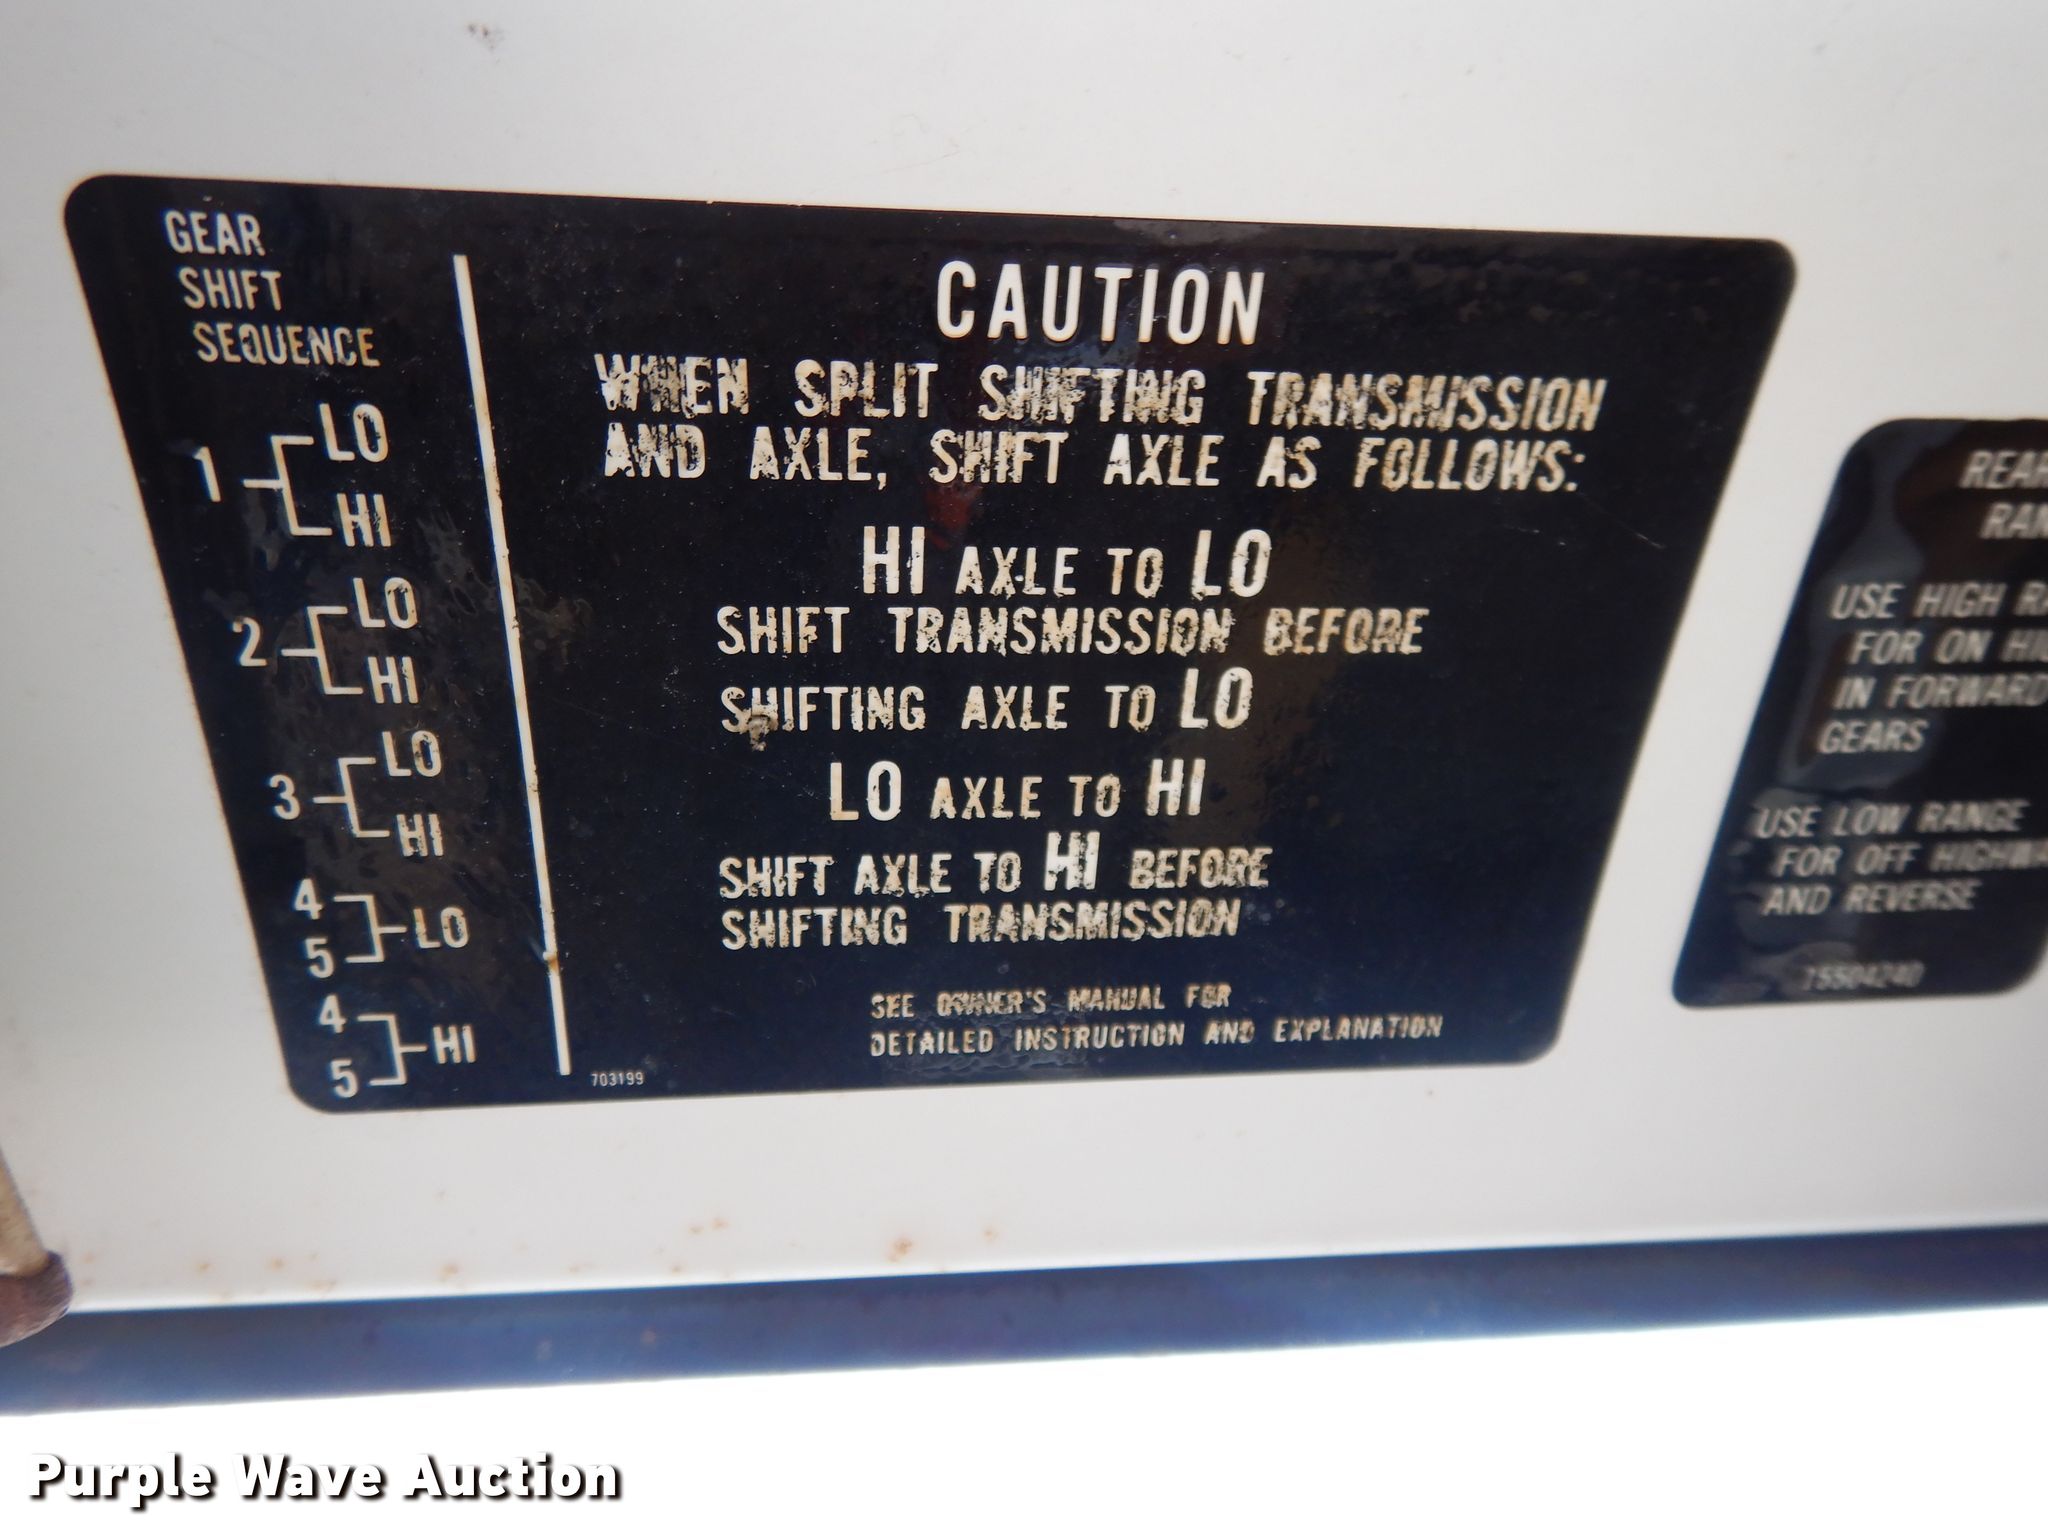 GEAR
SHIFT
SEQUENCE
1 LO
HI
2 LO
HI
3 LO
HI
4
5 LO
4
5 HI
CAUTION
WHEN SPLIT SHIFTING TRANSMISSION
AND AXLE, SHIFT AXLE AS FOLLOWS:
HI AXLE TO LO
SHIFT TRANSMISSION BEFORE
SHIFTING AXLE TO LO
LO AXLE TO HI
SHIFT AXLE TO HI BEFORE
SHIFTING TRANSMISSION
SEE OWNER'S MANUAL FOR
DETAILED INSTRUCTION AND EXPLANATION
703199
REAR
USE HIGH
FOR ON
IN FORWARD
GEARS
USE LOW RANGE
FOR OFF
AND REVERSE
75504240
Purple Wave Auction